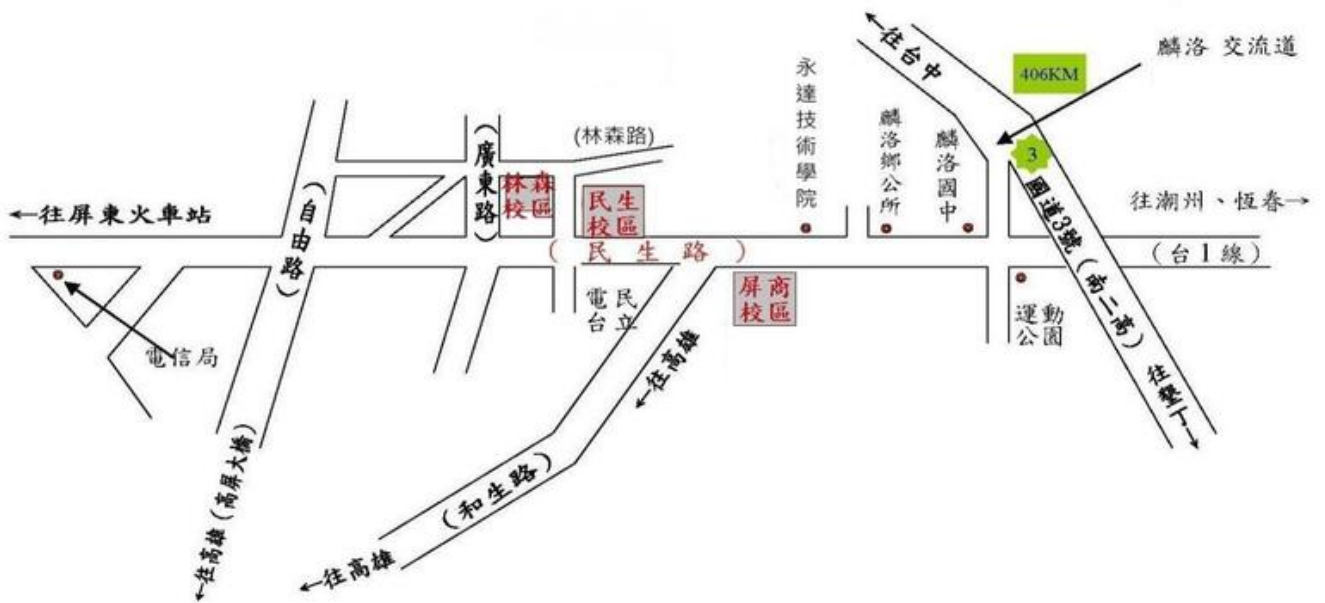 ←往台中
麟洛 交流道
406KM
永達技術學院
麟洛鄉公所
麟洛國中
3
國道3號(南二高)
往墾丁→
(林森路)
(廣東路)
林森
校區
民生
校區
(自由路)
←往屏東火車站
往潮州、恆春→
(民生路)
(台1線)
電信局
電台
民立
屏商
校區
運動
公園
←往高雄
(和生路)
←往高雄
←往高雄(高屏大橋)